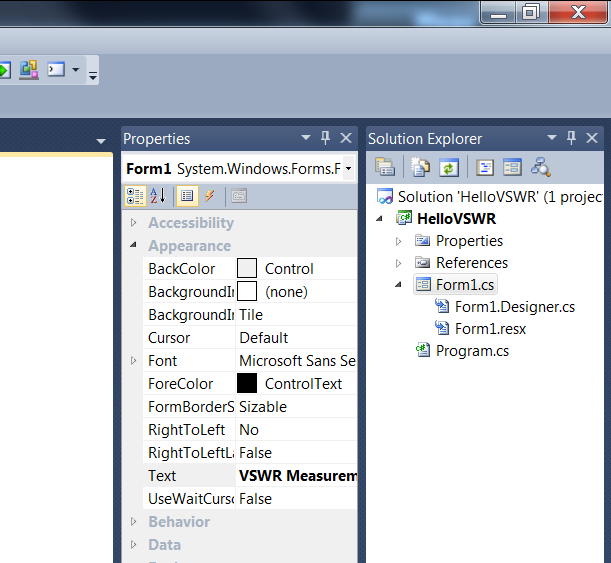 Properties
Form1 System.Windows.Forms.F
Accessibility
Appearance
BackColor Control
BackgroundI (none)
BackgroundI Tile
Cursor Default
Font Microsoft Sans Se
ForeColor ControlText
FormBorderS Sizable
RightToLeft No
RightToLeftLa False
Text VSWR Measurem
UseWaitCurso False
Behavior
Data
Solution Explorer
Solution 'HelloVSWR' (1 projec
HelloVSWR
Properties
References
Form1.cs
Form1.Designer.cs
Form1.resx
Program.cs